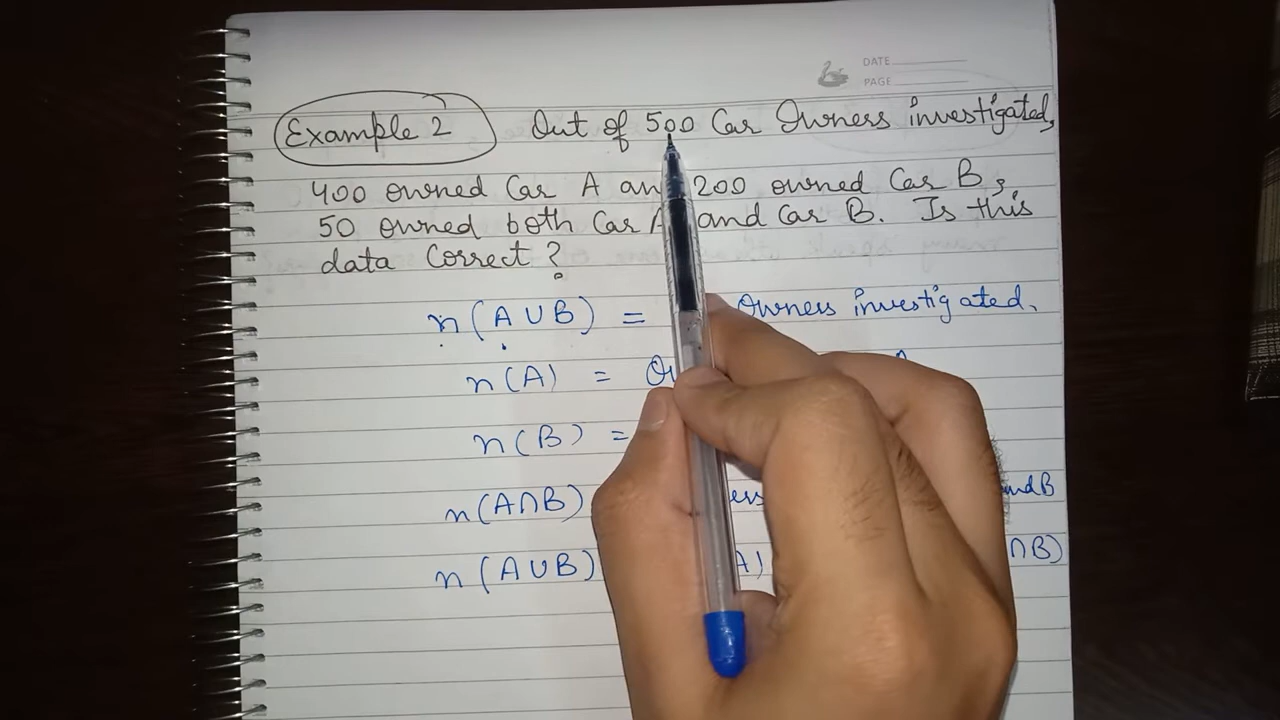 DATE
PAGE
Example 2 Out of 500 Car Owners investigated,
400 owned Car A 200 owned Car B,
50 owned both Car and Car B. Is this
data Correct?
n(A∪B) = Owners investigated.
n(A) =
n(B) =
n(A∩B) and B
n(A∪B) A) ∩B)